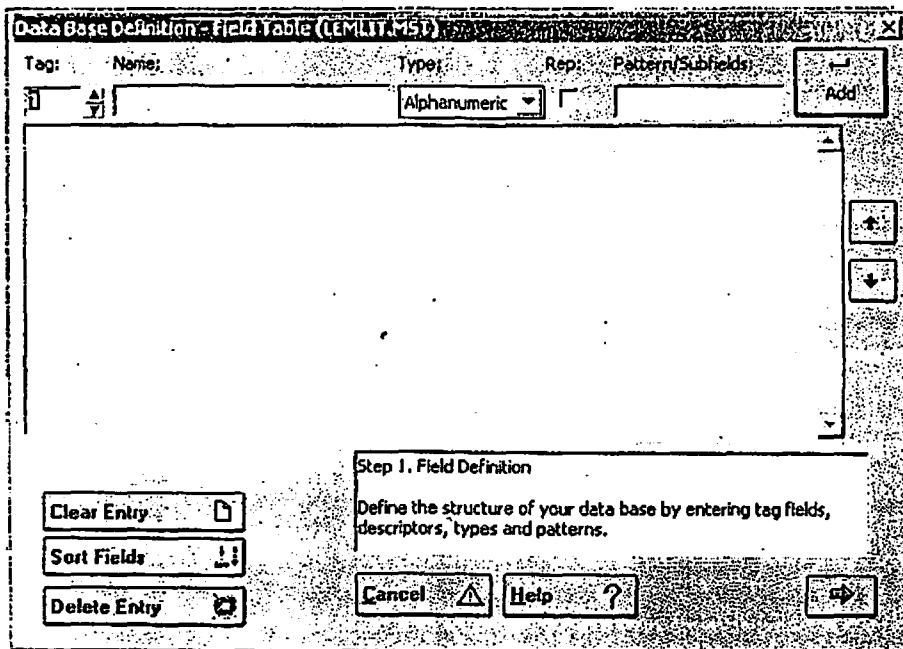 Data Base Definition - Field Table (LEMLIT.MST)
Tag: Name: Type: Rep: Pattern/Subfields:
1 Alphanumeric Add
Step 1. Field Definition
Define the structure of your data base by entering tag fields,
descriptors, types and patterns.
Clear Entry
Sort Fields
Delete Entry
Cancel Help ?